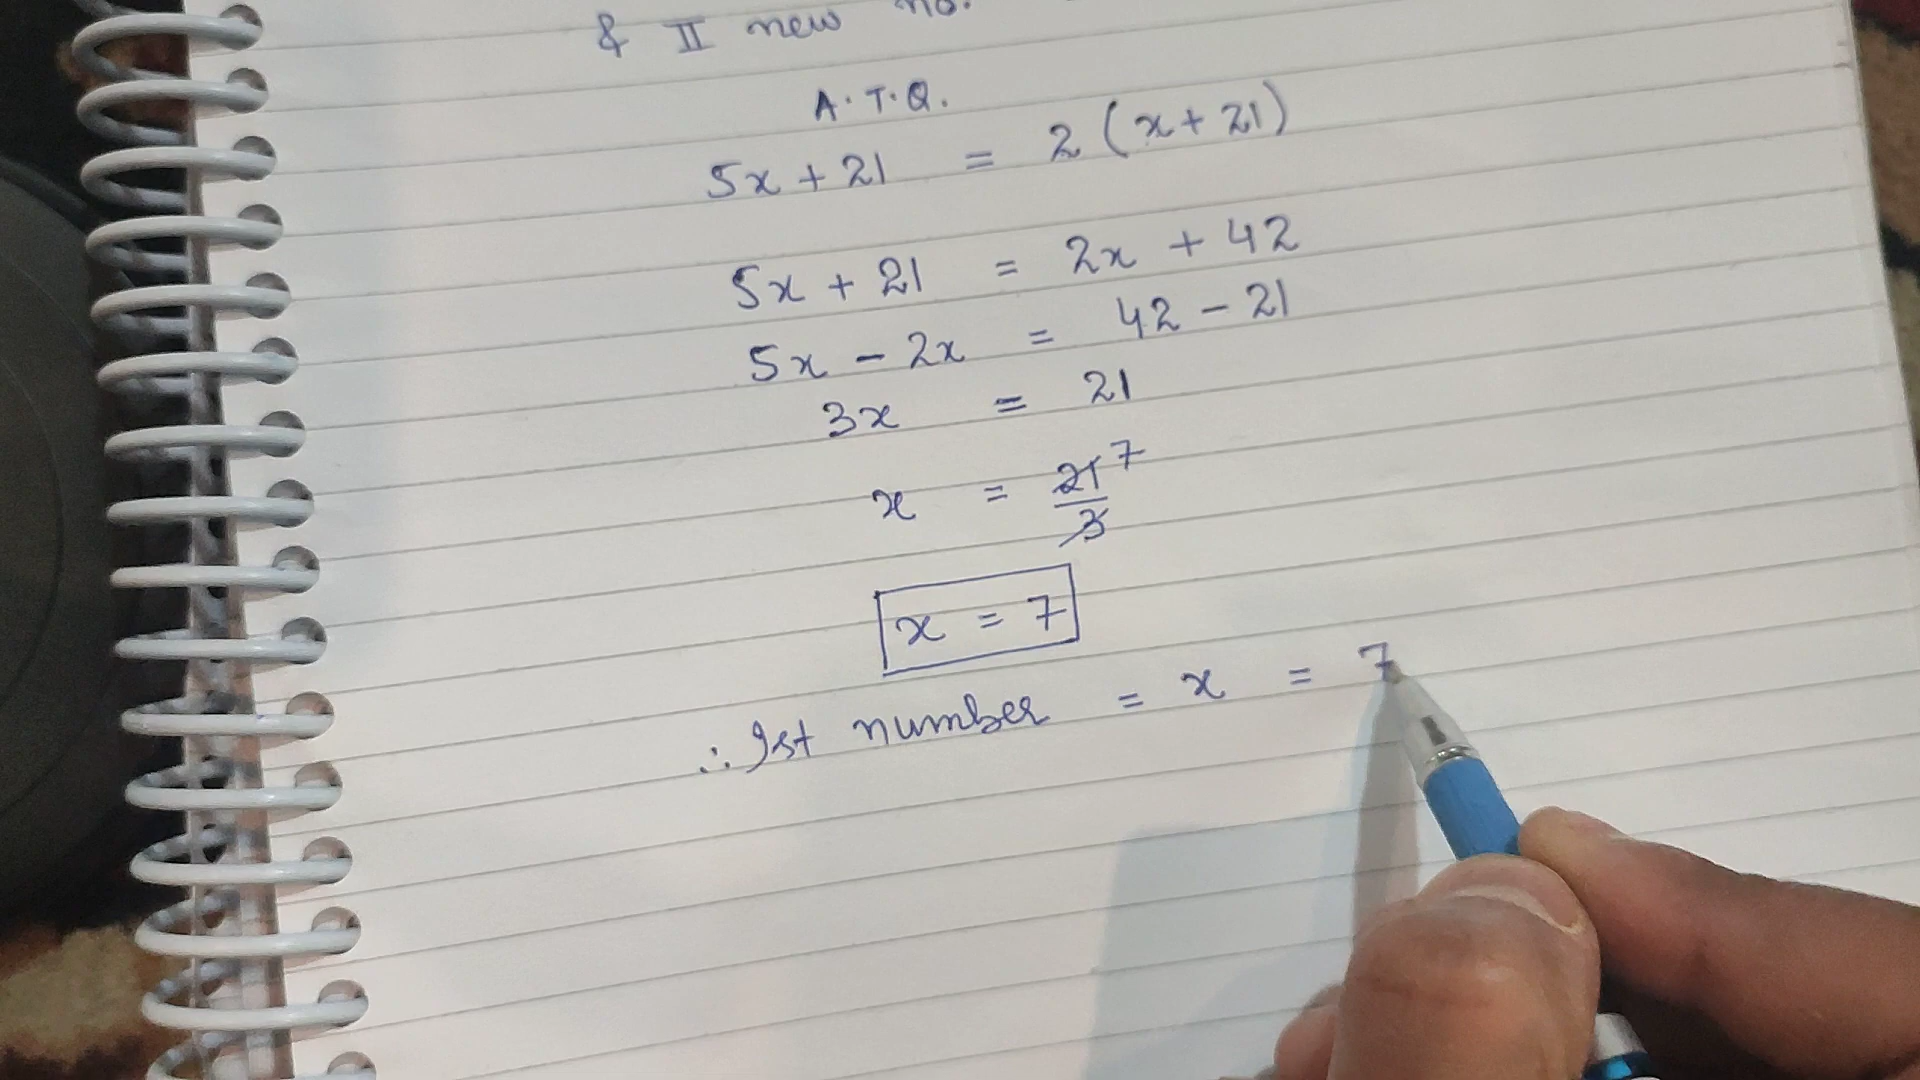 & II new no.
A.T.Q.
5x + 21 = 2 (x + 21)
5x + 21 = 2x + 42
5x - 2x = 42 - 21
3x = 21
x = 21/3 7
x = 7
∴ Ist number = x = 7